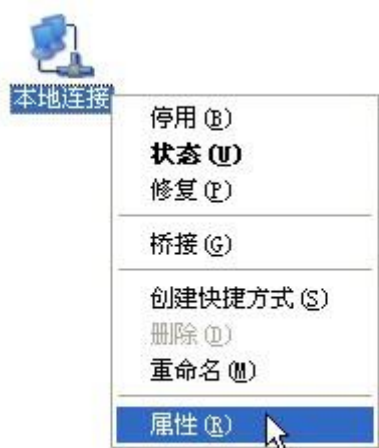 本地连接
停用(B)
状态(U)
修复(P)
桥接(G)
创建快捷方式(S)
删除(D)
重命名(M)
属性(R)